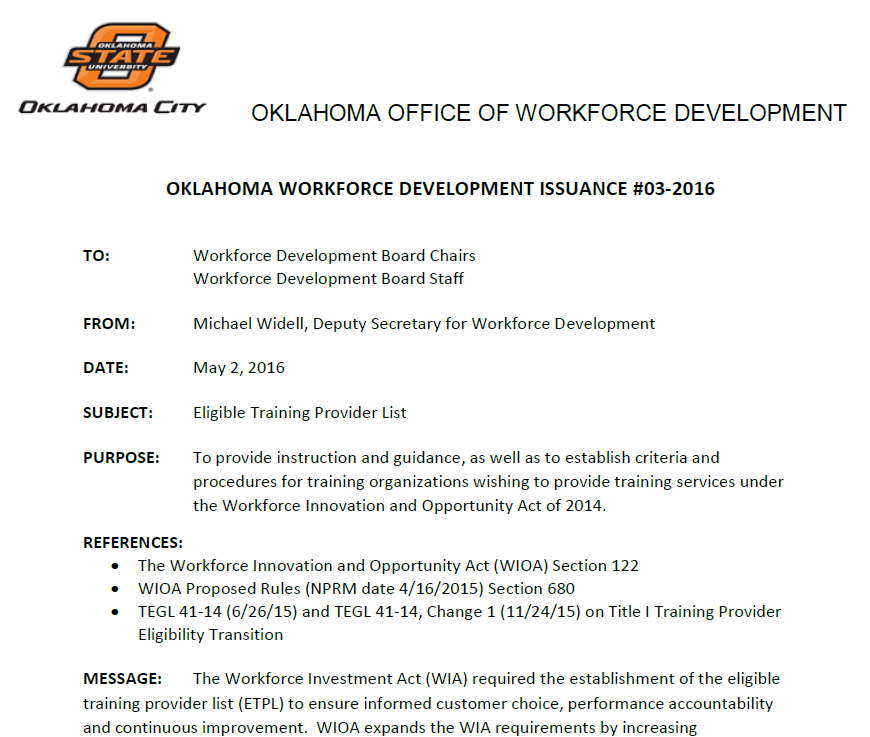 OKLAHOMA
STATE
UNIVERSITY
OKLAHOMA CITY
OKLAHOMA OFFICE OF WORKFORCE DEVELOPMENT
OKLAHOMA WORKFORCE DEVELOPMENT ISSUANCE #03-2016
TO: Workforce Development Board Chairs
Workforce Development Board Staff
FROM: Michael Widell, Deputy Secretary for Workforce Development
DATE: May 2, 2016
SUBJECT: Eligible Training Provider List
PURPOSE: To provide instruction and guidance, as well as to establish criteria and
procedures for training organizations wishing to provide training services under
the Workforce Innovation and Opportunity Act of 2014.
REFERENCES:
• The Workforce Innovation and Opportunity Act (WIOA) Section 122
• WIOA Proposed Rules (NPRM date 4/16/2015) Section 680
• TEGL 41-14 (6/26/15) and TEGL 41-14, Change 1 (11/24/15) on Title I Training Provider
Eligibility Transition
MESSAGE: The Workforce Investment Act (WIA) required the establishment of the eligible
training provider list (ETPL) to ensure informed customer choice, performance accountability
and continuous improvement. WIOA expands the WIA requirements by increasing